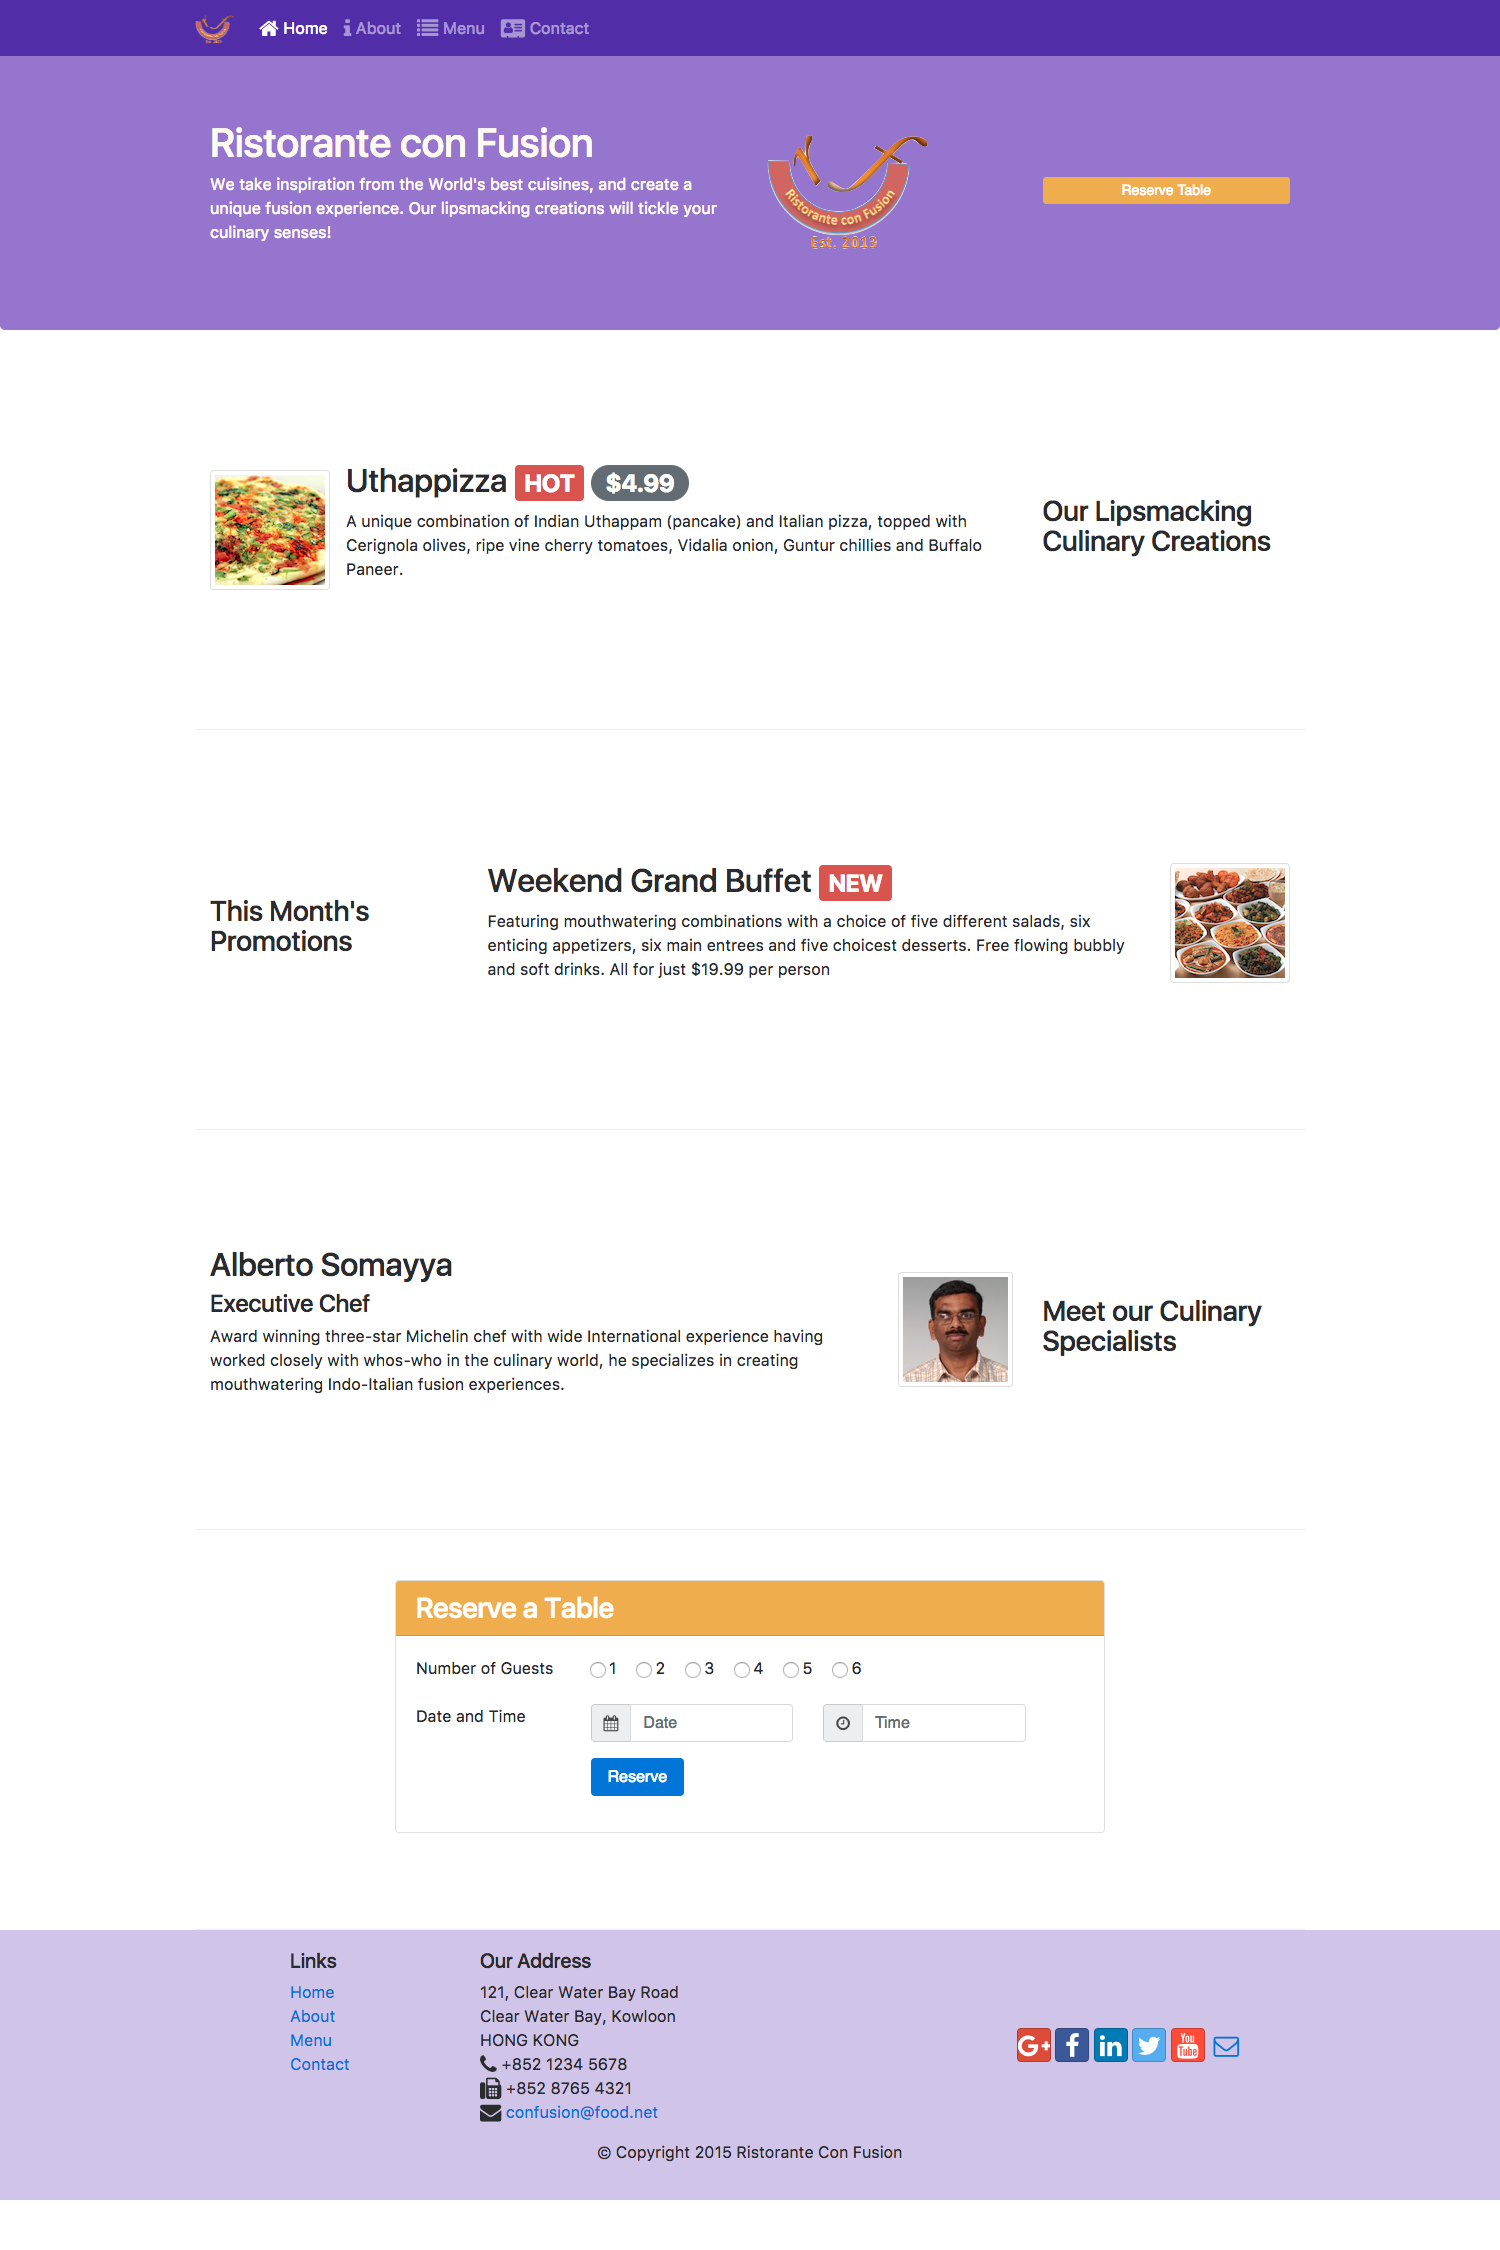 Home About Menu Contact
Ristorante con Fusion
We take inspiration from the World's best cuisines, and create a
unique fusion experience. Our lipsmacking creations will tickle your
culinary senses!
Ristorante con Fusion
Est. 2013
Reserve Table
Uthappizza HOT $4.99
A unique combination of Indian Uthappam (pancake) and Italian pizza, topped with
Cerignola olives, ripe vine cherry tomatoes, Vidalia onion, Guntur chillies and Buffalo
Paneer.
Our Lipsmacking
Culinary Creations
This Month's
Promotions
Weekend Grand Buffet NEW
Featuring mouthwatering combinations with a choice of five different salads, six
enticing appetizers, six main entrees and five choicest desserts. Free flowing bubbly
and soft drinks. All for just $19.99 per person
Alberto Somayya
Executive Chef
Award winning three-star Michelin chef with wide International experience having
worked closely with whos-who in the culinary world, he specializes in creating
mouthwatering Indo-Italian fusion experiences.
Meet our Culinary
Specialists
Reserve a Table
Number of Guests 1 2 3 4 5 6
Date and Time Date Time
Reserve
Links
Home
About
Menu
Contact
Our Address
121, Clear Water Bay Road
Clear Water Bay, Kowloon
HONG KONG
+852 1234 5678
+852 8765 4321
confusion@food.net
G+ f in You Tube
© Copyright 2015 Ristorante Con Fusion